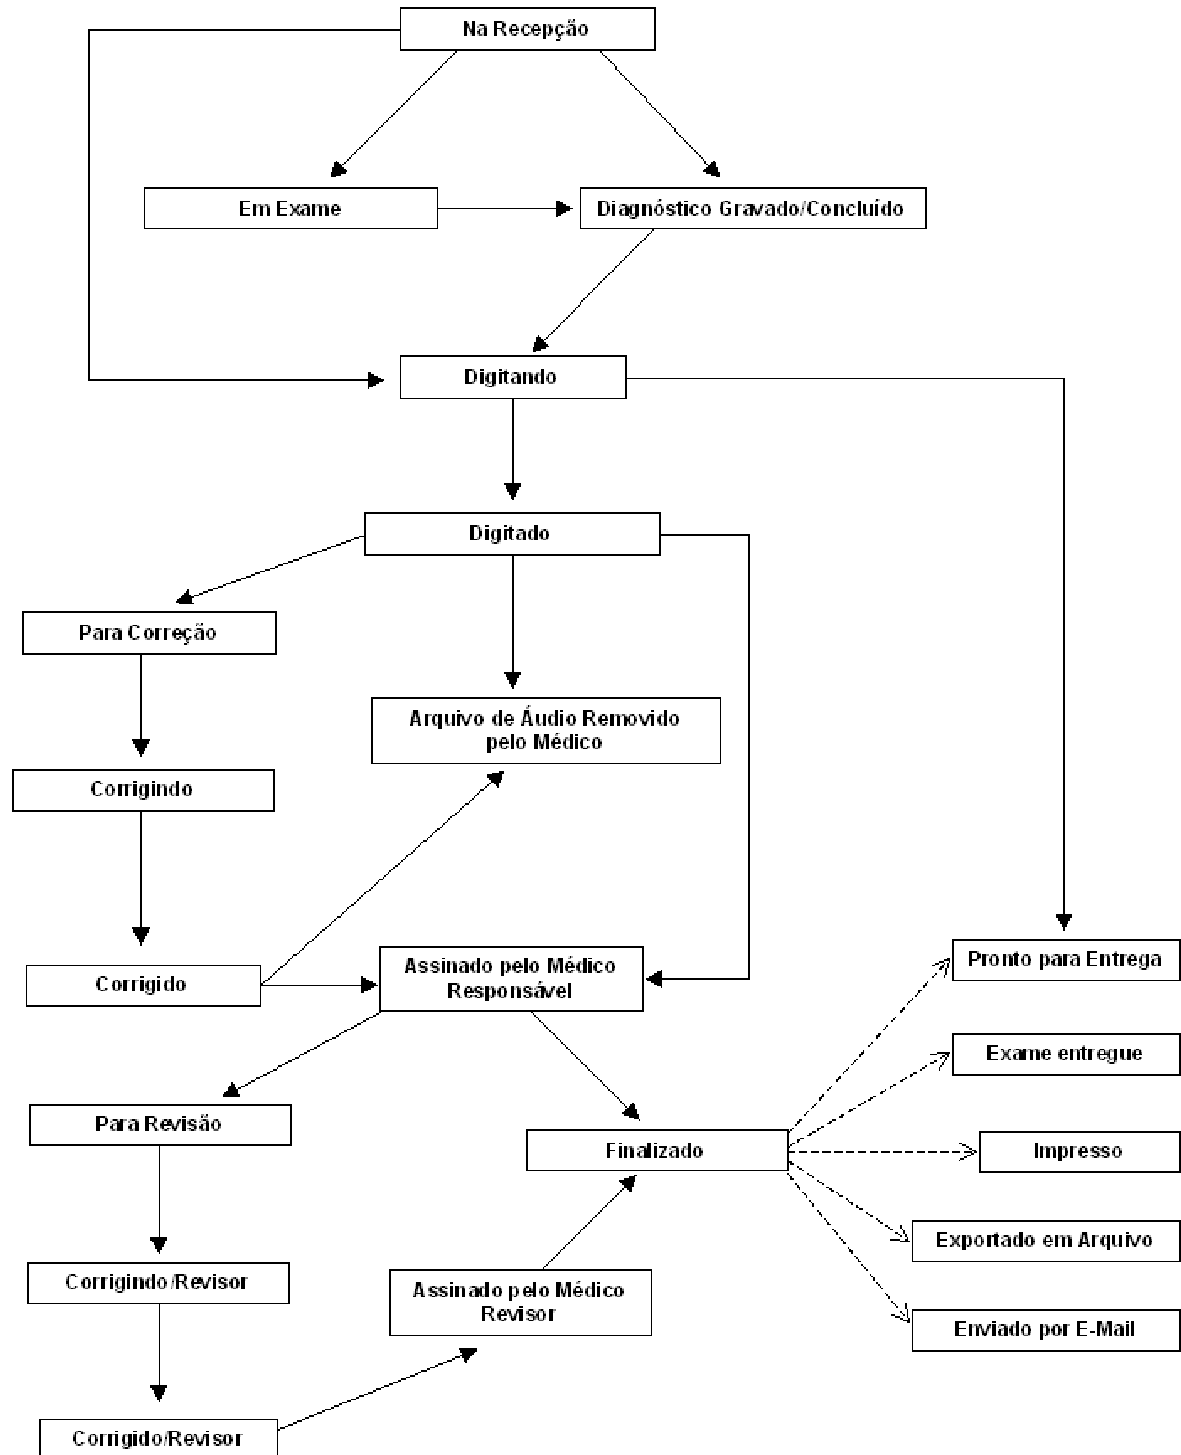 Na Recepção
Em Exame
Diagnóstico Gravado/Concluído
Digitando
Digitado
Para Correção
Arquivo de Áudio Removido
pelo Médico
Corrigindo
Corrigido
Assinado pelo Médico
Responsável
Pronto para Entrega
Exame entregue
Para Revisão
Finalizado
Impresso
Exportado em Arquivo
Corrigindo/Revisor
Assinado pelo Médico
Revisor
Enviado por E-Mail
Corrigido/Revisor